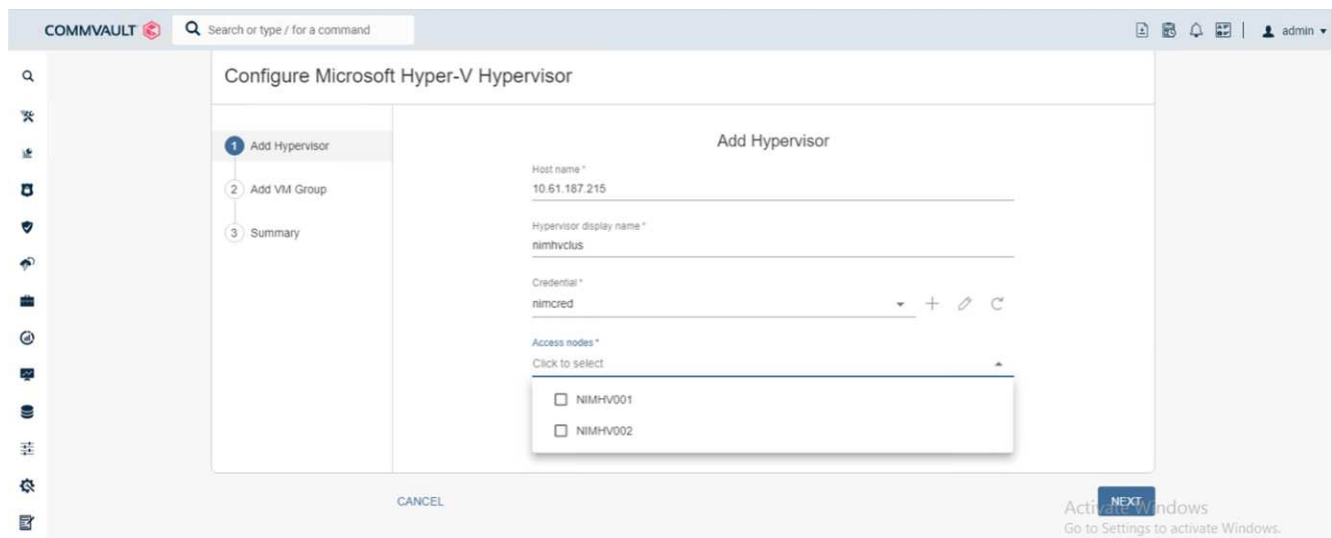 COMMVAULT
Search or type / for a command
admin
Configure Microsoft Hyper-V Hypervisor
1 Add Hypervisor
2 Add VM Group
3 Summary
Add Hypervisor
Host name *
10.61.187.215
Hypervisor display name *
nimhvclus
Credential *
nimcred
Access nodes *
Click to select
NIMHV001
NIMHV002
CANCEL
NEXT
Activate Windows
Go to Settings to activate Windows.